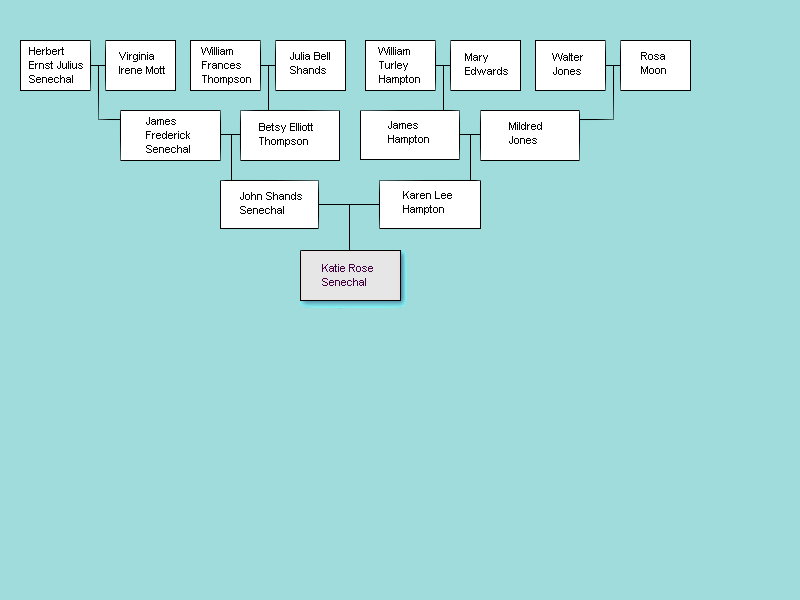 Herbert
Ernst Julius
Senechal
Virginia
Irene Mott
William
Frances
Thompson
Julia Bell
Shands
William
Turley
Hampton
Mary
Edwards
Walter
Jones
Rosa
Moon
James
Frederick
Senechal
Betsy Elliott
Thompson
James
Hampton
Mildred
Jones
John Shands
Senechal
Karen Lee
Hampton
Katie Rose
Senechal